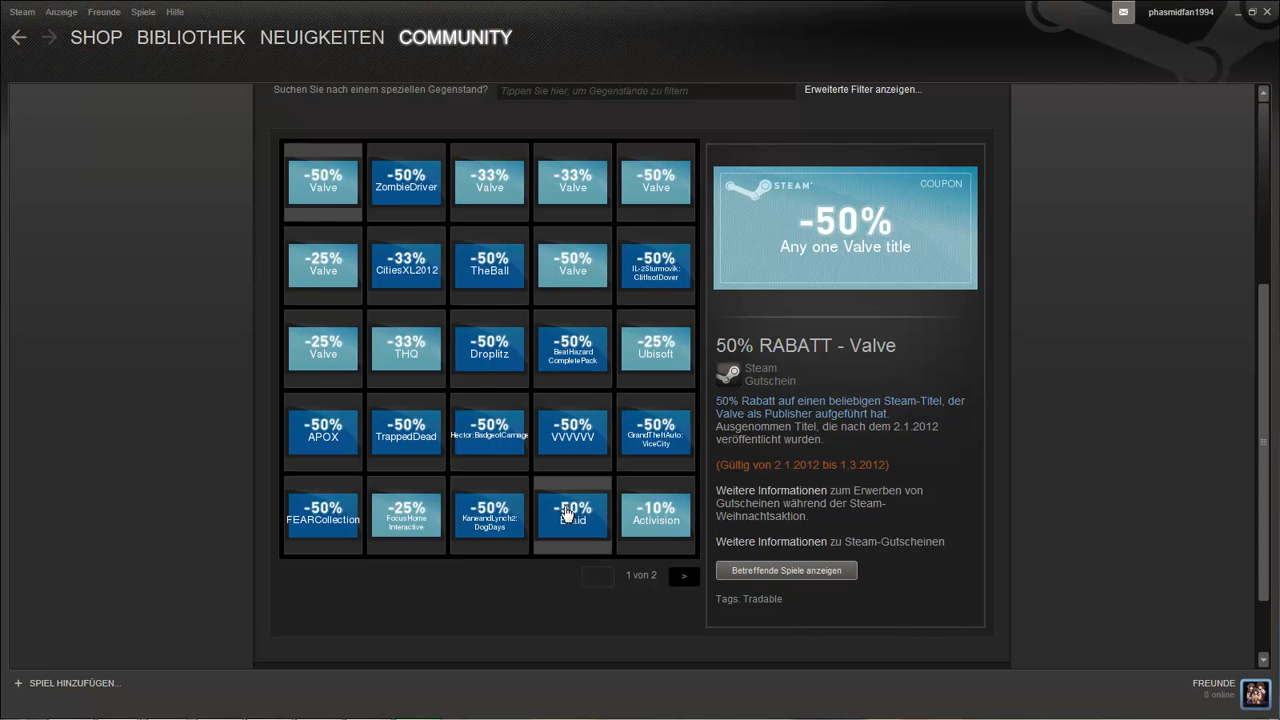 Steam Anzeige Freunde Spiele Hilfe
phasmidfan1994
SHOP BIBLIOTHEK NEUIGKEITEN COMMUNITY
Suchen Sie nach einem speziellen Gegenstand? Tippen Sie hier, um Gegenstände zu filtern Erweiterte Filter anzeigen...
-50% Valve
-50% ZombieDriver
-33% Valve
-33% Valve
-50% Valve
-25% Valve
-33% CitiesXL2012
-50% TheBall
-50% Valve
-50% IL-2Sturmovik: CliffsofDover
-25% Valve
-33% THQ
-50% Droplitz
-50% BeatHazard CompletePack
-25% Ubisoft
-50% APOX
-50% TrappedDead
-50% Hector:BadgeofCarnage
-50% VVVVVV
-50% GrandTheftAuto: ViceCity
-50% FEARCollection
-25% FocusHome Interactive
-50% KaneandLynch2: DogDays
-50%
-10% Activision
1 von 2 >
STEAM COUPON
-50%
Any one Valve title
50% RABATT - Valve
Steam
Gutschein
50% Rabatt auf einen beliebigen Steam-Titel, der
Valve als Publisher aufgeführt hat.
Ausgenommen Titel, die nach dem 2.1.2012
veröffentlicht wurden.
(Gültig von 2.1.2012 bis 1.3.2012)
Weitere Informationen zum Erwerben von
Geschenken während der Steam-
Weihnachtsaktion.
Weitere Informationen zu Steam-Gutscheinen
Betreffende Spiele anzeigen
Tags: Tradable
+ SPIEL HINZUFÜGEN...
FREUNDE
8 online